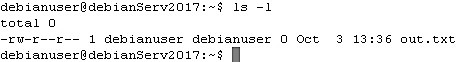 debianuser@debianServ2017:~$ ls -l
total 0
-rw-r--r-- 1 debianuser debianuser 0 Oct  3 13:36 out.txt
debianuser@debianServ2017:~$